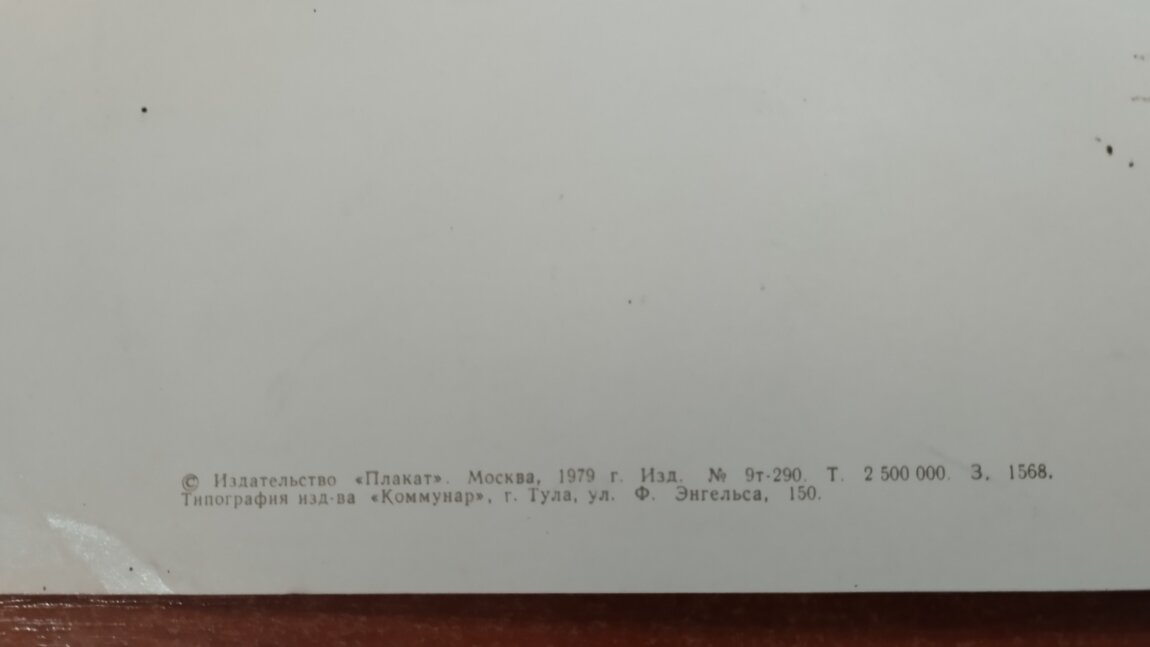 © Издательство «Плакат». Москва, 1979 г. Изд. № 9т-290. Т. 2 500 000. З. 1568.
Типография изд-ва «Коммунар», г. Тула, ул. Ф. Энгельса, 150.